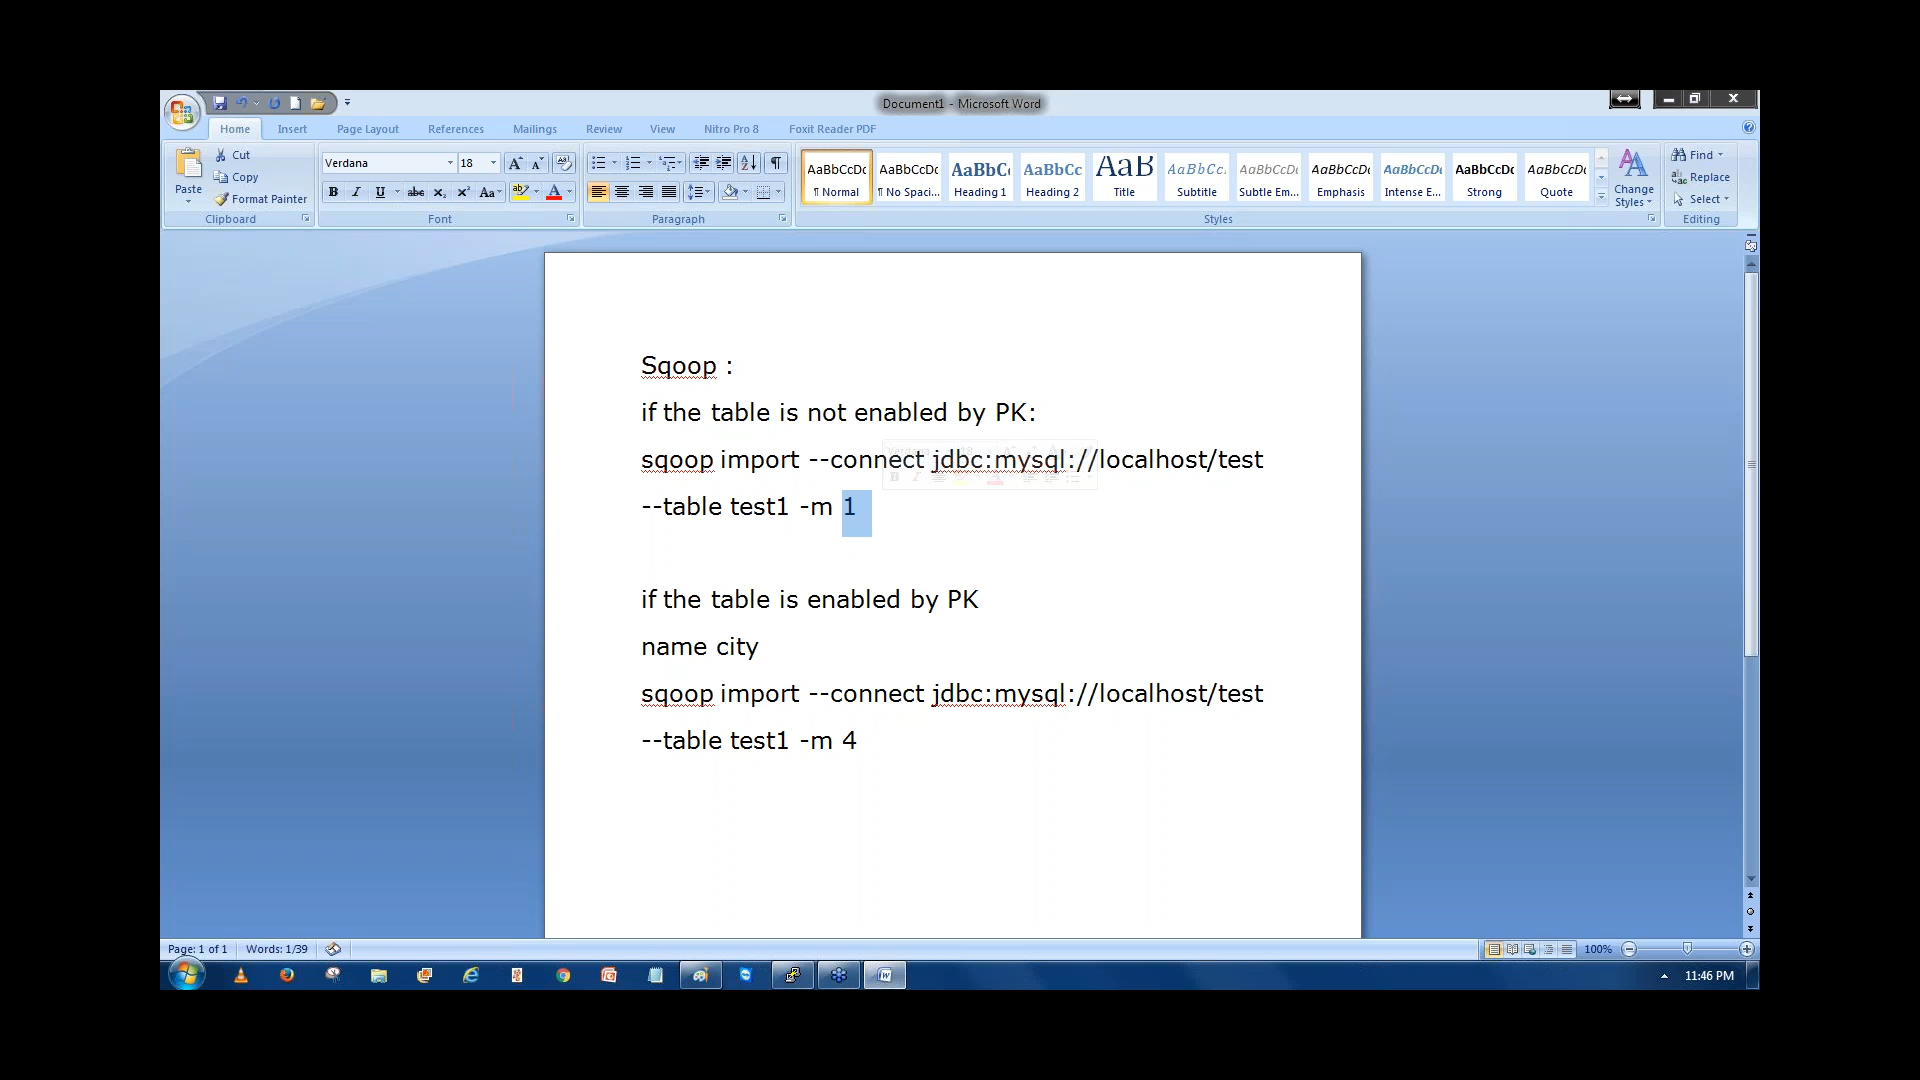 Document1 - Microsoft Word
Home Insert Page Layout References Mailings Review View Nitro Pro 8 Foxit Reader PDF
Paste
Cut
Copy
Format Painter
Clipboard
Verdana 18
Font
Paragraph
AaBbCcDc AaBbCcDc AaBbC AaBbCc AaB AaBbCc. AaBbCcDc AaBbCcDc AaBbCcDc AaBbCcDc AaBbCcDc
¶ Normal ¶ No Spaci... Heading 1 Heading 2 Title Subtitle Subtle Em... Emphasis Intense E... Strong Quote
Change Styles
Styles
Find
Replace
Select
Editing
Sqoop :
if the table is not enabled by PK:
sqoop import --connect jdbc:mysql://localhost/test
--table test1 -m 1
if the table is enabled by PK
name city
sqoop import --connect jdbc:mysql://localhost/test
--table test1 -m 4
Page: 1 of 1 Words: 1/39 100%
11:46 PM